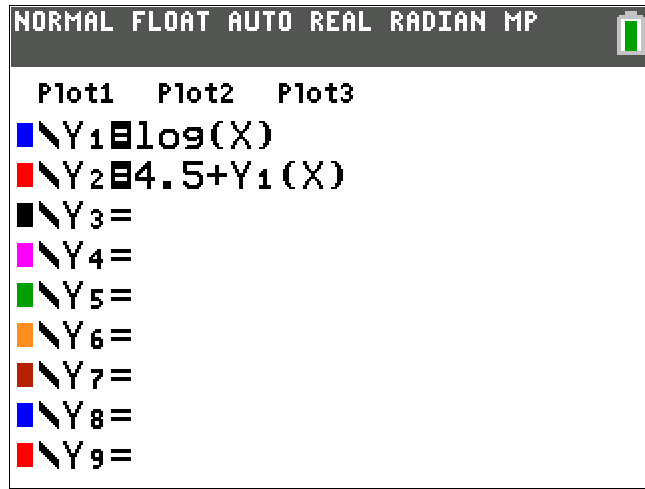 NORMAL FLOAT AUTO REAL RADIAN MP
Plot1 Plot2 Plot3
\Y₁=log(X)
\Y₂=4.5+Y₁(X)
\Y₃=
\Y₄=
\Y₅=
\Y₆=
\Y₇=
\Y₈=
\Y₉=